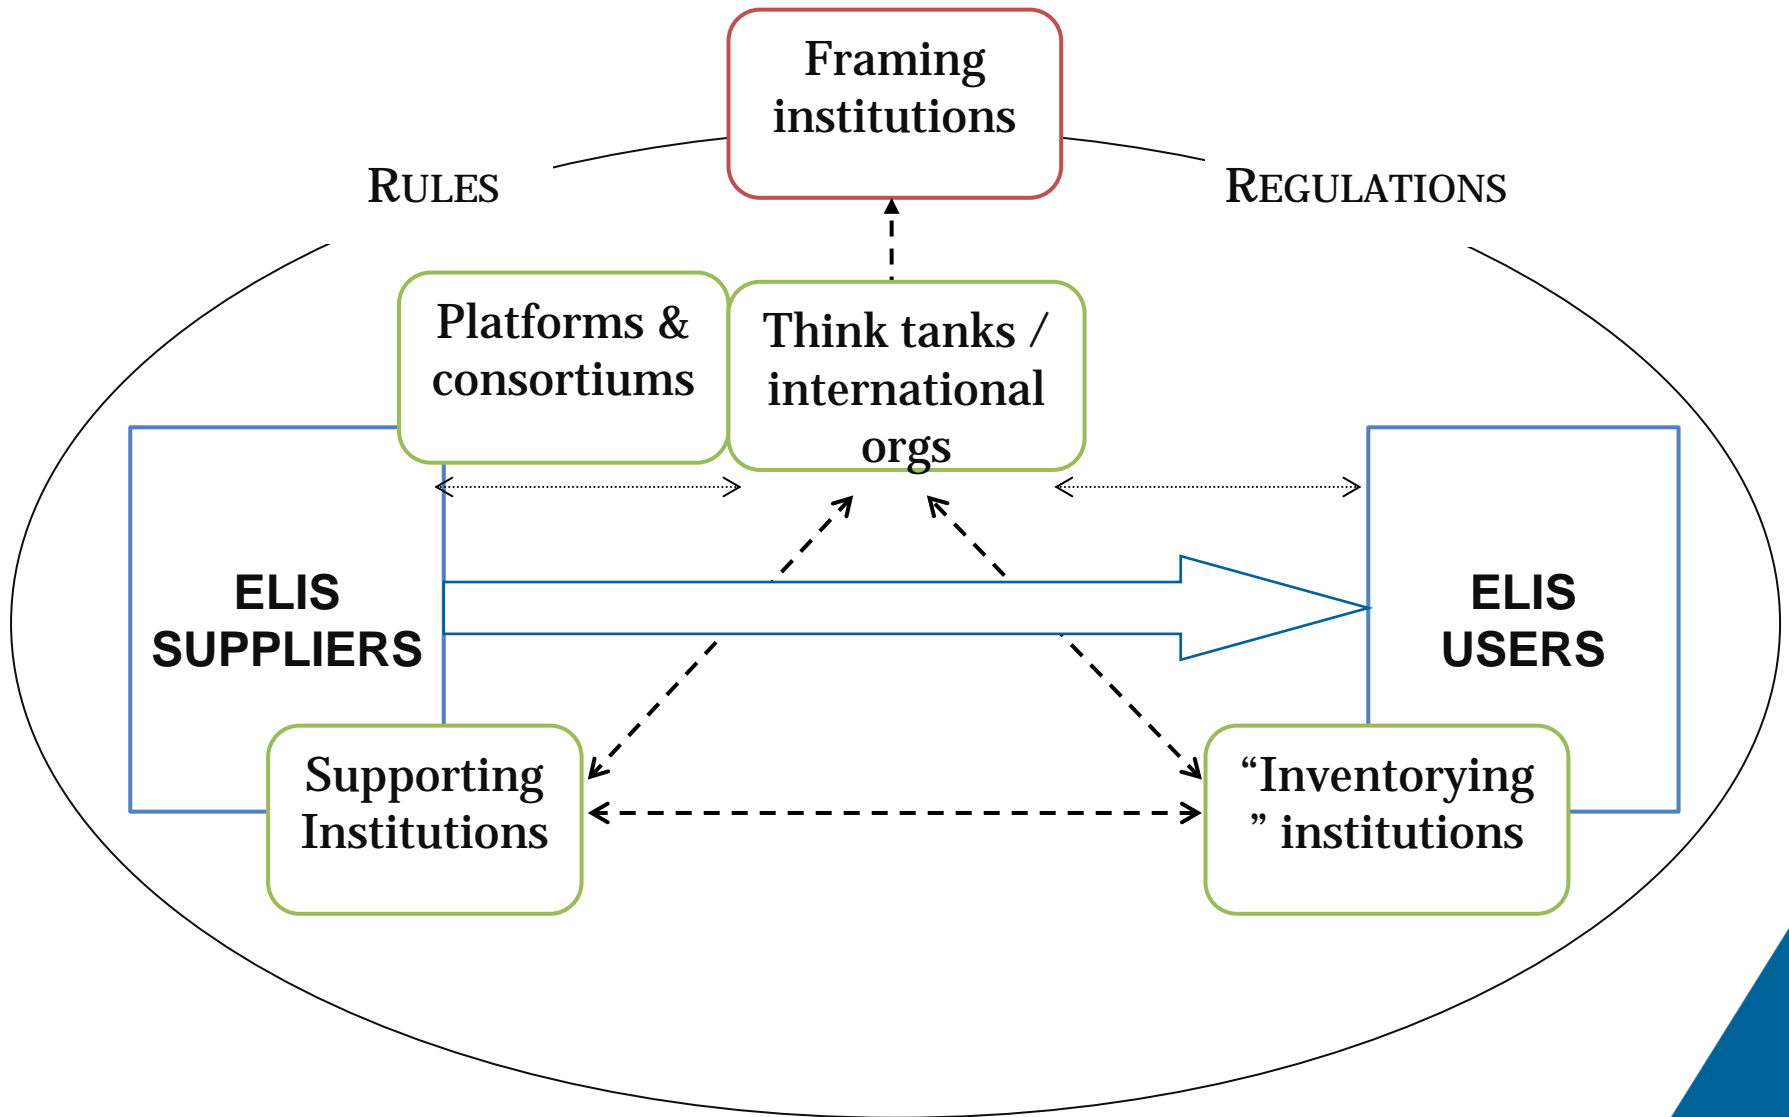 Framing
institutions
RULES
REGULATIONS
Platforms &
consortiums
Think tanks /
international
orgs
ELIS
SUPPLIERS
ELIS
USERS
Supporting
Institutions
“Inventorying
” institutions